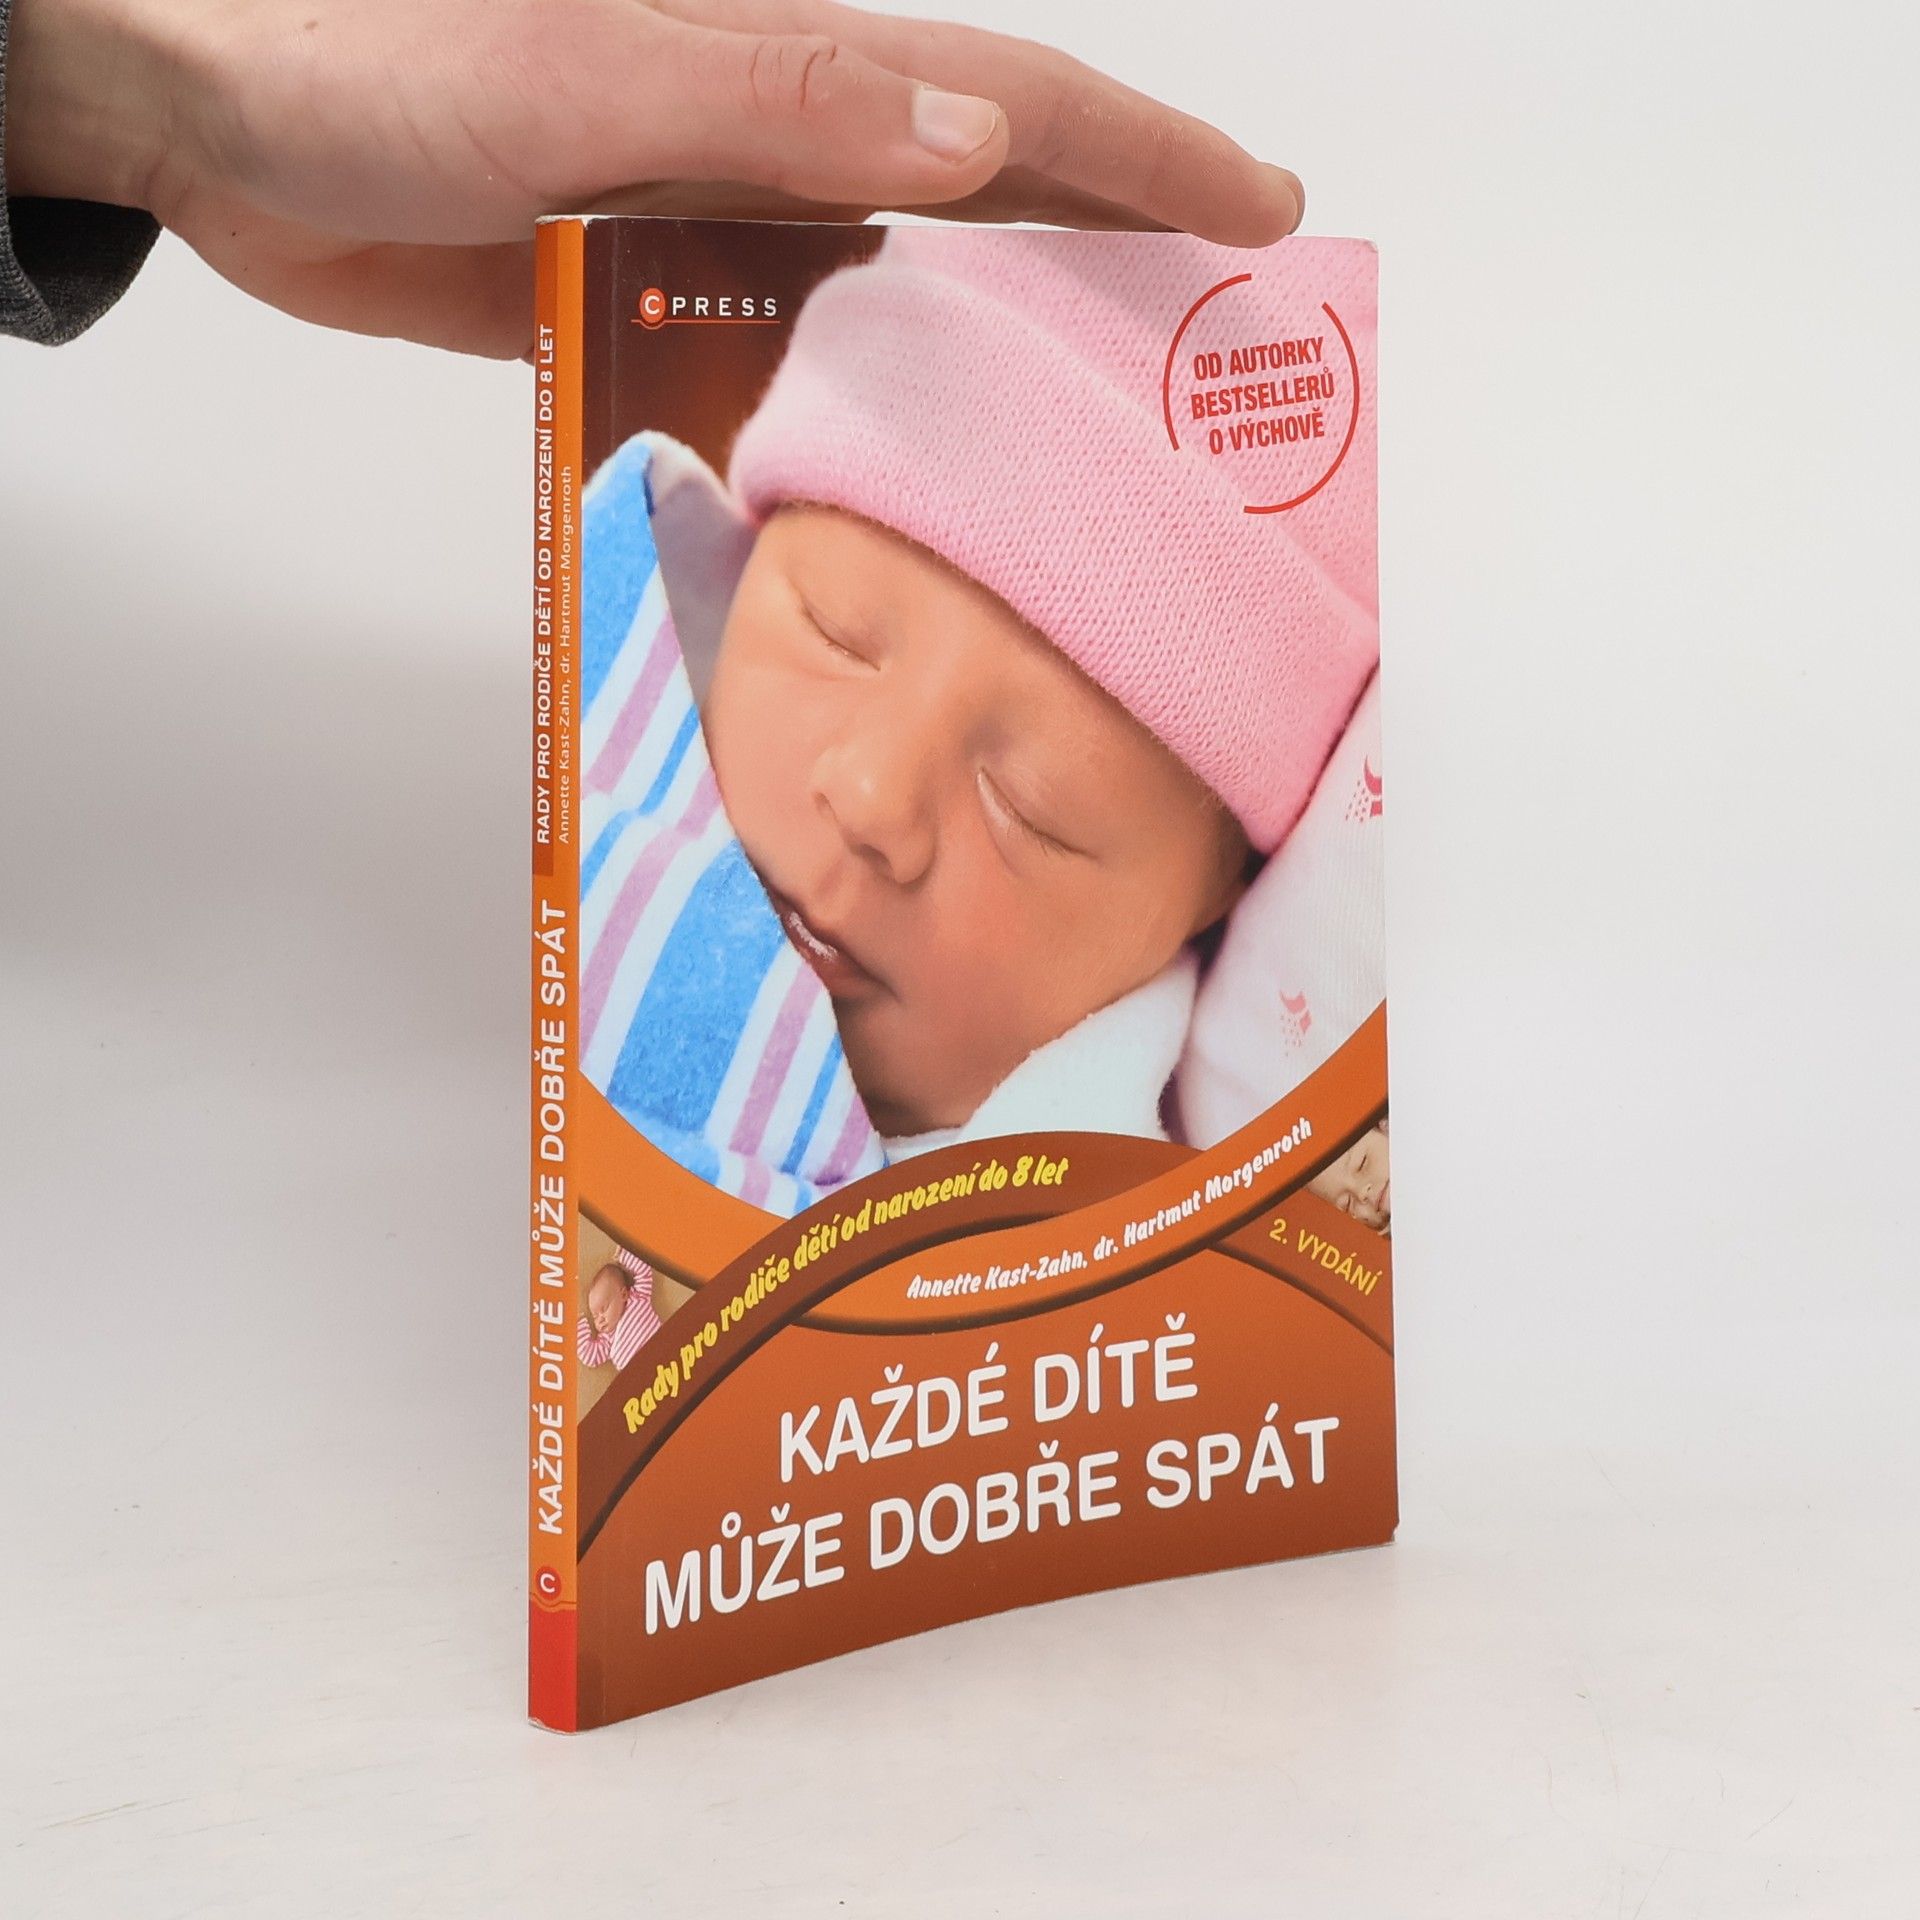 CPRESS
OD AUTORKY
BESTSELLERŮ
O VÝCHOVĚ
Rady pro rodiče dětí od narození do 8 let
Annette Kast-Zahn, dr. Hartmut Morgenroth
2. VYDÁNÍ
KAŽDÉ DÍTĚ
MŮŽE DOBŘE SPÁT
RADY PRO RODIČE DĚTÍ OD NAROZENÍ DO 8 LET
Annette Kast-Zahn, dr. Hartmut Morgenroth
KAŽDÉ DÍTĚ MŮŽE DOBŘE SPÁT
C